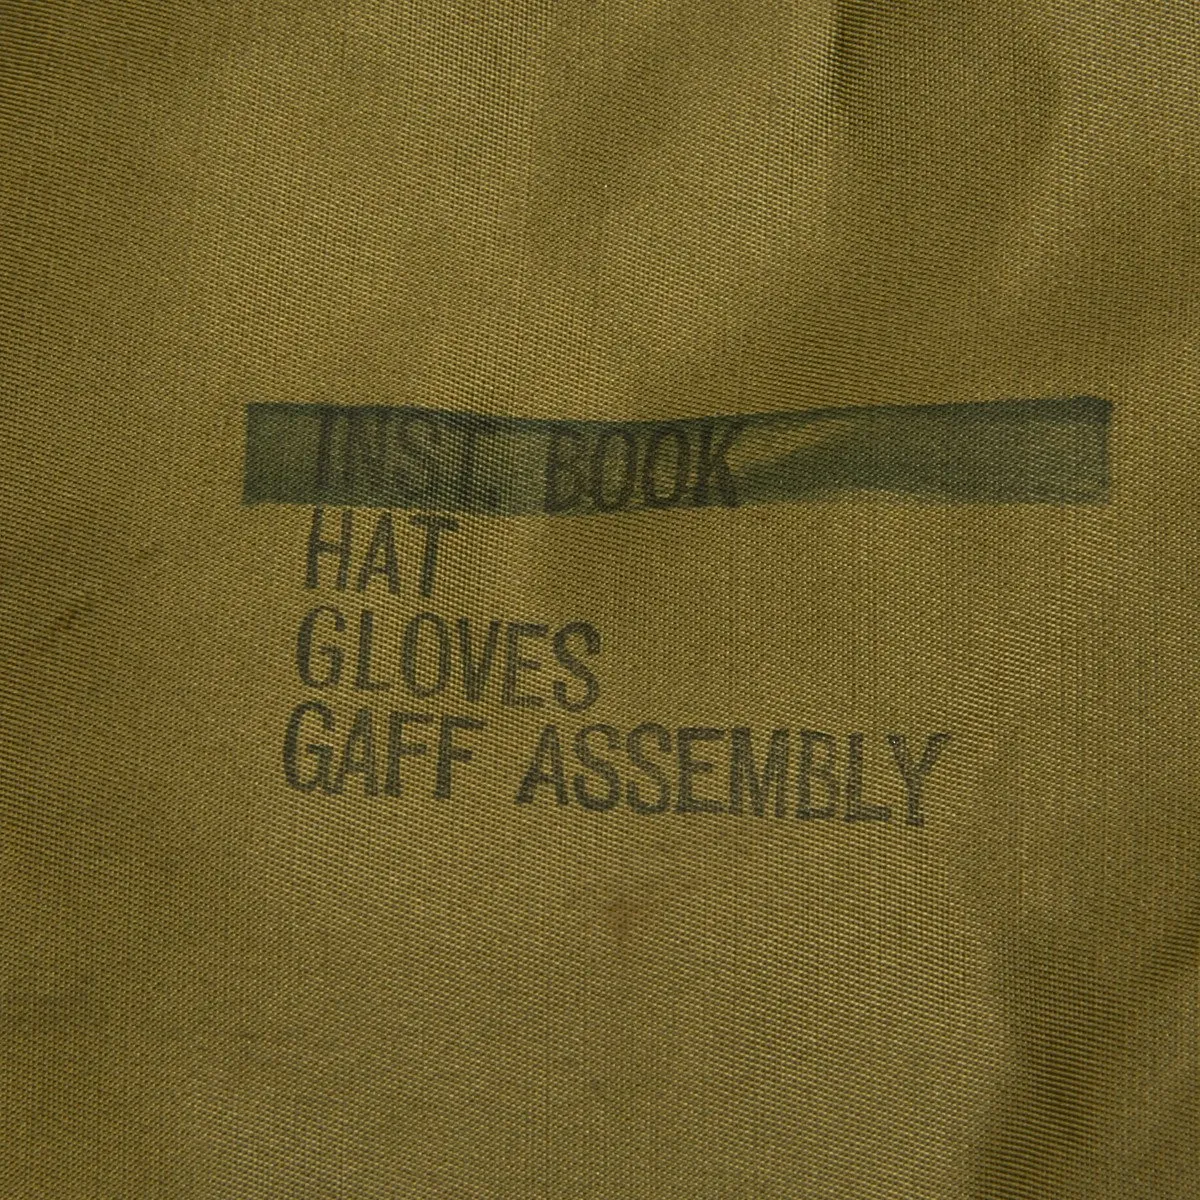 INST BOOK
HAT
GLOVES
GAFF ASSEMBLY